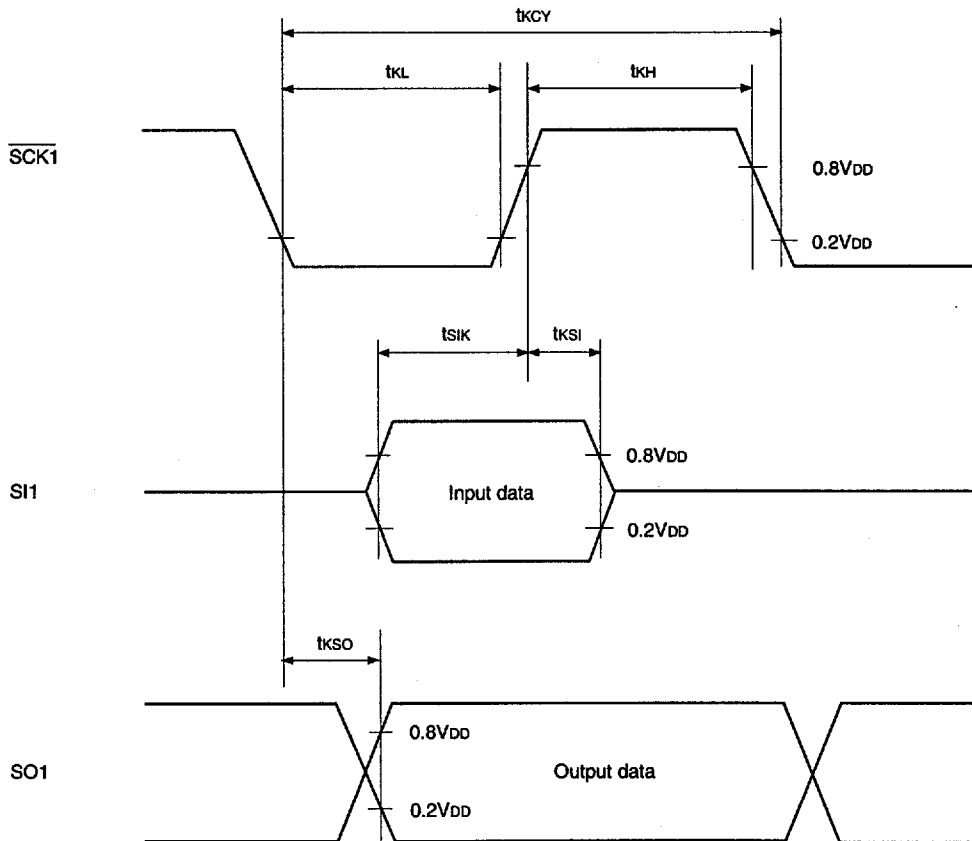 tKCY
tKL
tKH
SCK1
0.8VDD
0.2VDD
tSIK
tKSI
0.8VDD
SI1
Input data
0.2VDD
tKSO
0.8VDD
SO1
Output data
0.2VDD